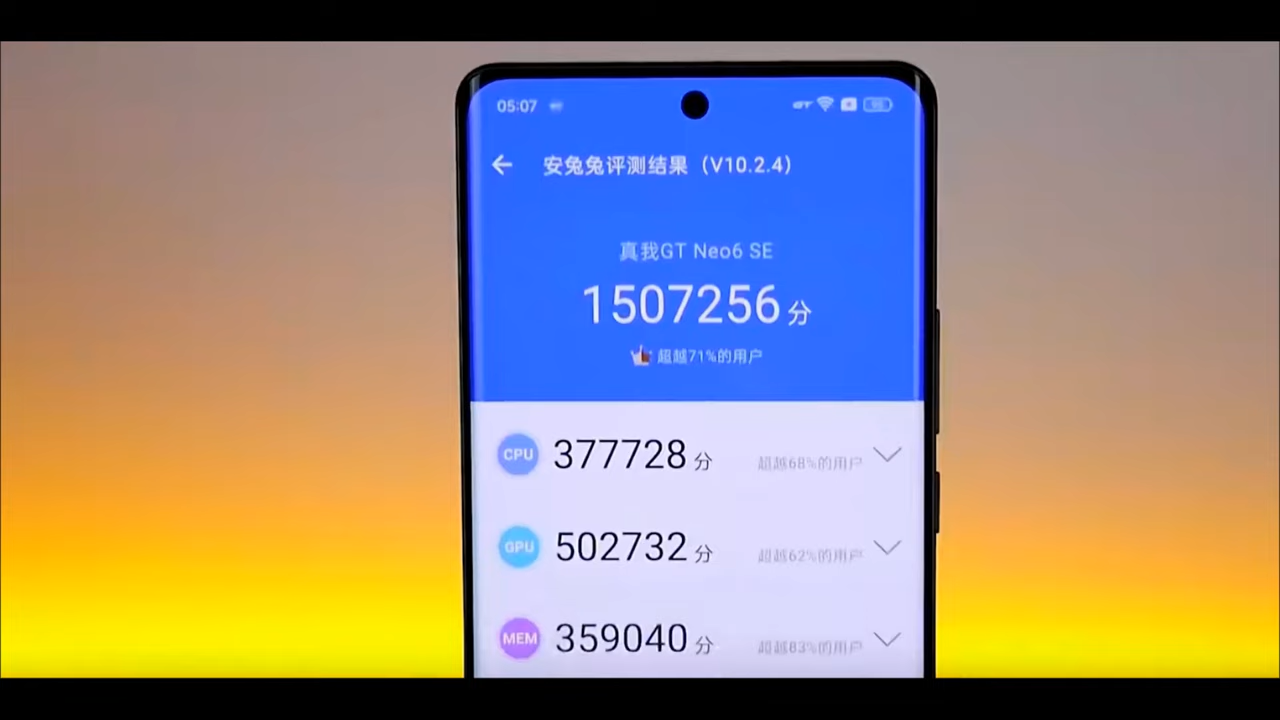 05:07
安兔兔评测结果（V10.2.4）
真我GT Neo6 SE
1507256分
超越71%的用户
CPU 377728分 超越68%的用户
GPU 502732分 超越62%的用户
MEM 359040分 超越83%的用户